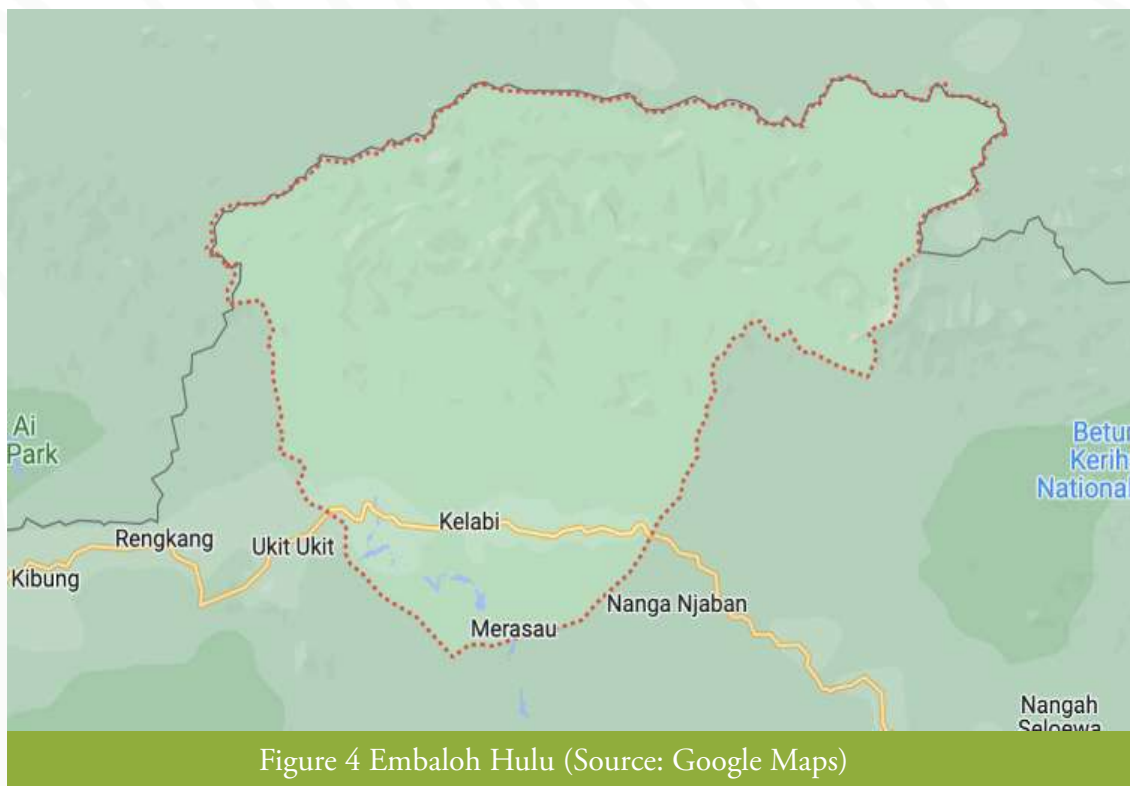 Ai
Park
Betu
Kerih
National
Kelabi
Rengkang
Ukit Ukit
Kibung
Nanga Njaban
Merasau
Nangah
Seloewa
Figure 4 Embaloh Hulu (Source: Google Maps)